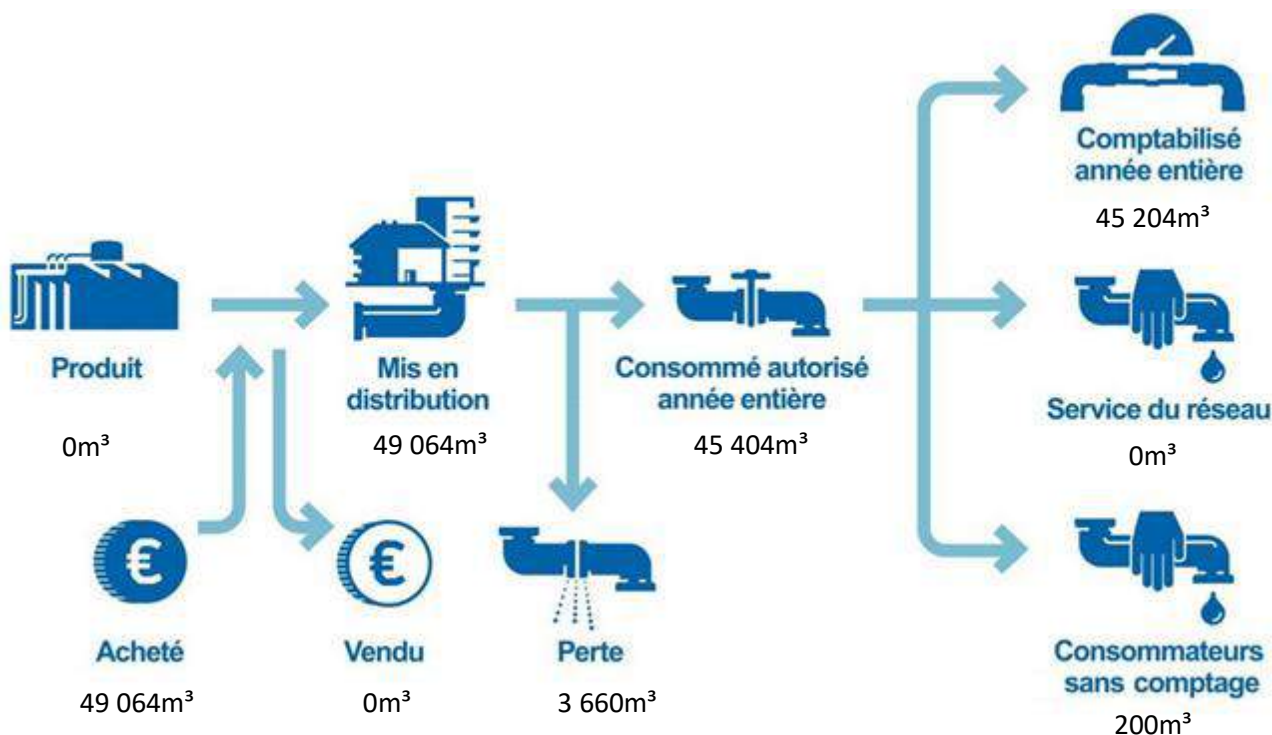 Comptabilisé
année entière
45 204m³
Produit
0m³
Mis en
distribution
49 064m³
Consommé autorisé
année entière
45 404m³
Service du réseau
0m³
€
Acheté
49 064m³
€
Vendu
0m³
Perte
3 660m³
Consommateurs
sans comptage
200m³